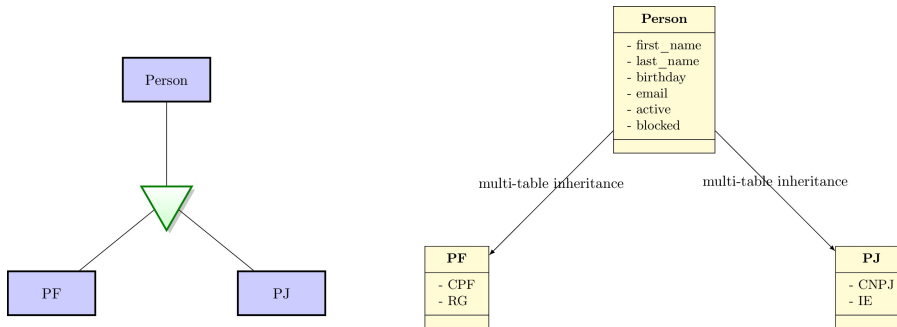 Person
PF
PJ
Person
- first_name
- last_name
- birthday
- email
- active
- blocked
multi-table inheritance
multi-table inheritance
PF
- CPF
- RG
PJ
- CNPJ
- IE